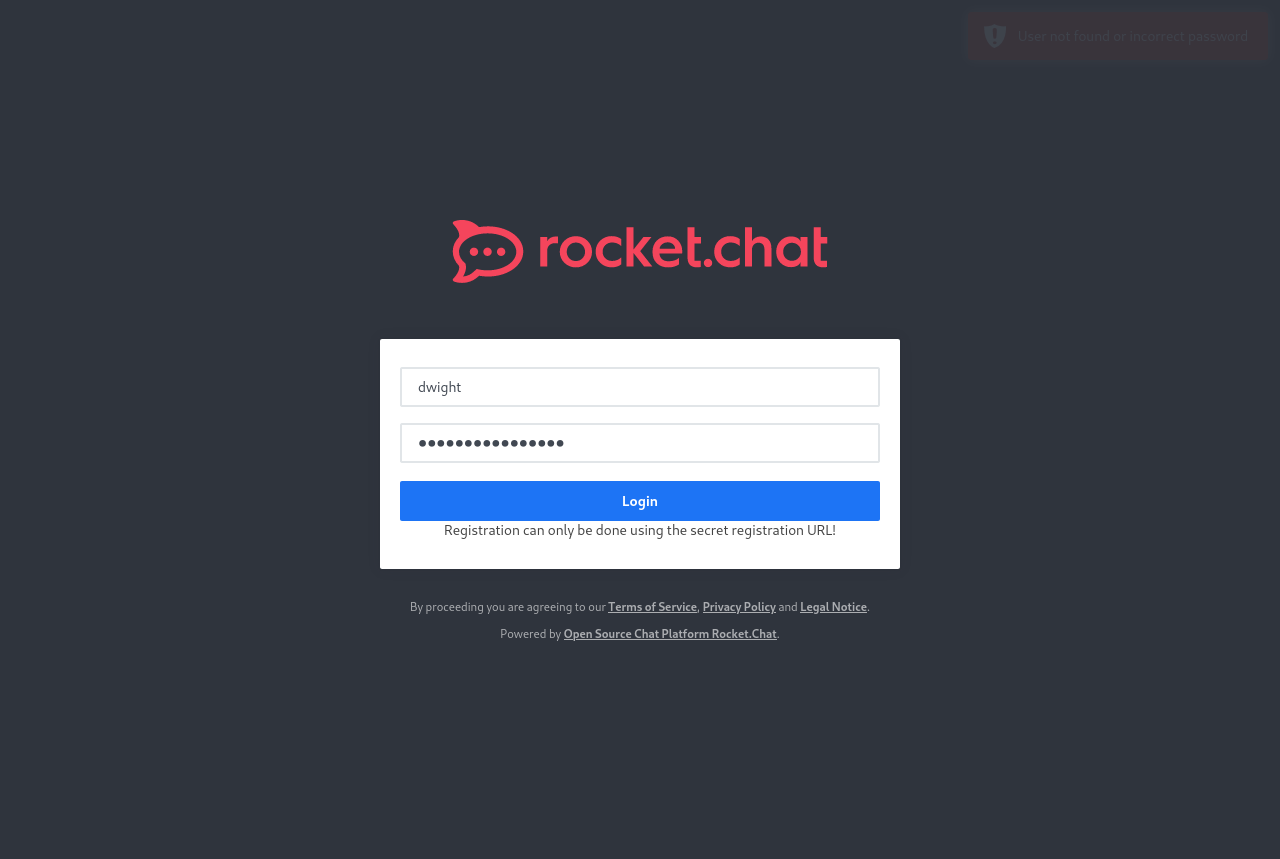 User not found or incorrect password
rocket.chat
dwight
●●●●●●●●●●●●●●●●
Login
Registration can only be done using the secret registration URL!
By proceeding you are agreeing to our Terms of Service, Privacy Policy and Legal Notice.
Powered by Open Source Chat Platform Rocket.Chat.